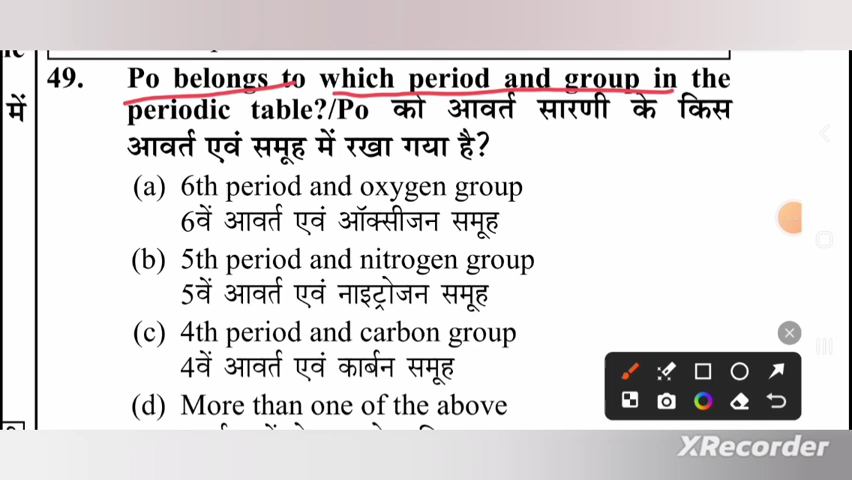 49. Po belongs to which period and group in the
में periodic table?/Po को आवर्त सारणी के किस
आवर्त एवं समूह में रखा गया है?
(a) 6th period and oxygen group
6वें आवर्त एवं ऑक्सीजन समूह
(b) 5th period and nitrogen group
5वें आवर्त एवं नाइट्रोजन समूह
(c) 4th period and carbon group
4वें आवर्त एवं कार्बन समूह
(d) More than one of the above
XRecorder